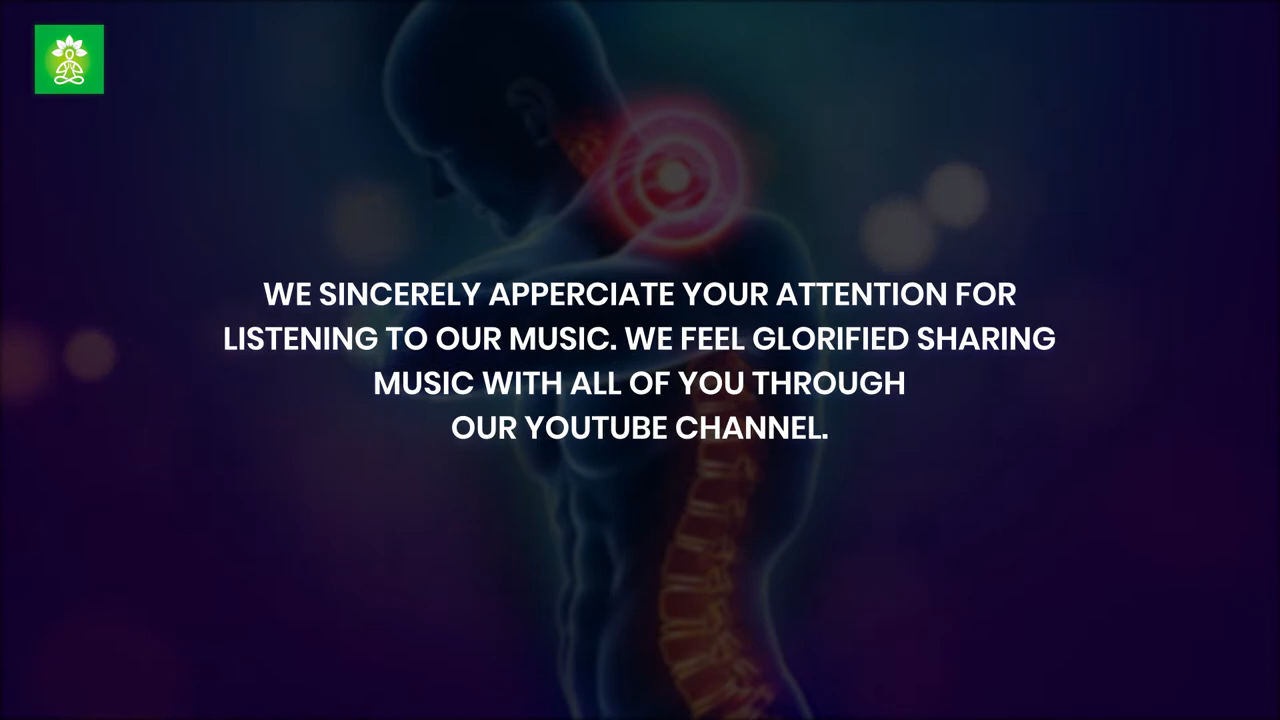 WE SINCERELY APPERCIATE YOUR ATTENTION FOR
LISTENING TO OUR MUSIC. WE FEEL GLORIFIED SHARING
MUSIC WITH ALL OF YOU THROUGH
OUR YOUTUBE CHANNEL.